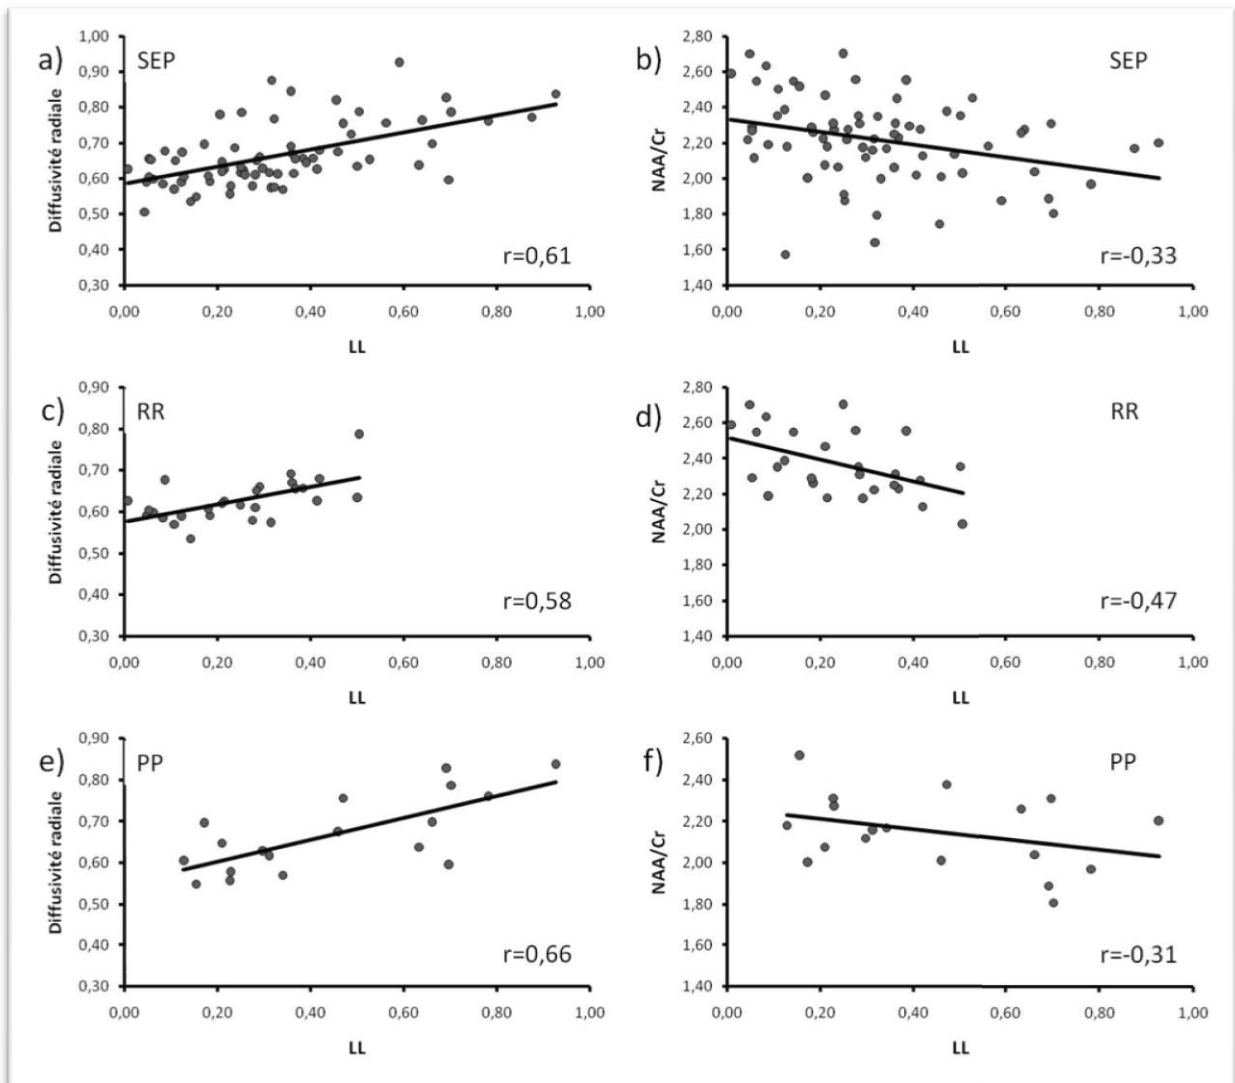 a)
SEP
Diffusivité radiale
1,00
0,90
0,80
0,70
0,60
0,50
0,40
0,30
r=0,61
0,00 0,20 0,40 0,60 0,80 1,00
LL
b)
SEP
NAA/Cr
2,80
2,60
2,40
2,20
2,00
1,80
1,60
1,40
r=-0,33
0,00 0,20 0,40 0,60 0,80 1,00
LL
c)
RR
Diffusivité radiale
0,90
0,80
0,70
0,60
0,50
0,40
0,30
r=0,58
0,00 0,20 0,40 0,60 0,80 1,00
LL
d)
RR
NAA/Cr
2,80
2,60
2,40
2,20
2,00
1,80
1,60
1,40
r=-0,47
0,00 0,20 0,40 0,60 0,80 1,00
LL
e)
PP
Diffusivité radiale
0,90
0,80
0,70
0,60
0,50
0,40
0,30
r=0,66
0,00 0,20 0,40 0,60 0,80 1,00
LL
f)
PP
NAA/Cr
2,60
2,40
2,20
2,00
1,80
1,60
1,40
r=-0,31
0,00 0,20 0,40 0,60 0,80 1,00
LL